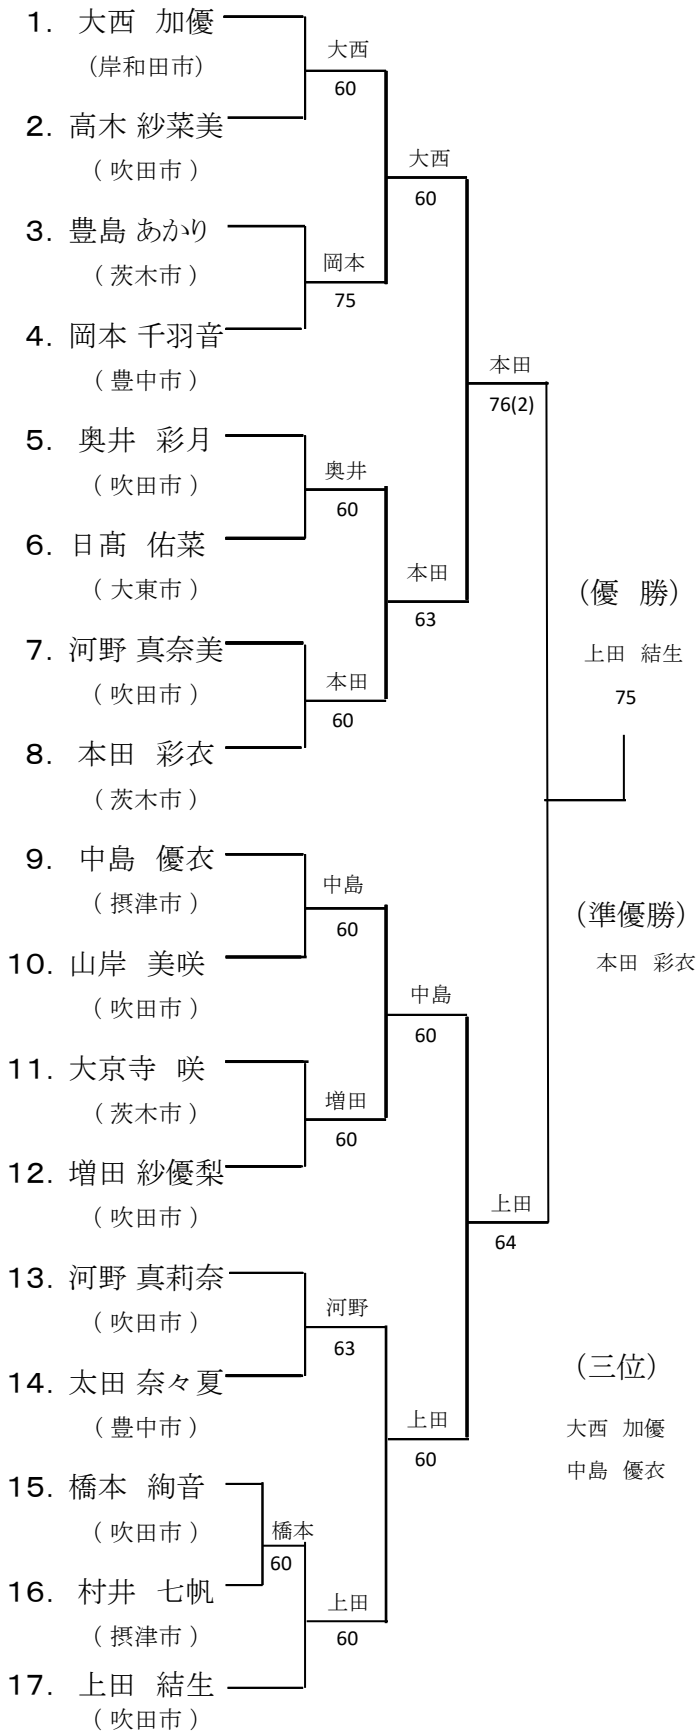 1. 大西 加優
(岸和田市)
2. 高木 紗菜美
( 吹田市 )
3. 豊島 あかり
( 茨木市 )
4. 岡本 千羽音
( 豊中市 )
5. 奥井 彩月
( 吹田市 )
6. 日髙 佑菜
( 大東市 )
7. 河野 真奈美
( 吹田市 )
8. 本田 彩衣
( 茨木市 )
9. 中島 優衣
( 摂津市 )
10. 山岸 美咲
( 吹田市 )
11. 大京寺 咲
( 茨木市 )
12. 増田 紗優梨
( 吹田市 )
13. 河野 真莉奈
( 吹田市 )
14. 太田 奈々夏
( 豊中市 )
15. 橋本 絢音
( 吹田市 )
16. 村井 七帆
( 摂津市 )
17. 上田 結生
( 吹田市 )
橋本
60
大西
60
岡本
75
奥井
60
本田
60
中島
60
増田
60
河野
63
上田
60
大西
60
本田
63
中島
60
上田
60
本田
76(2)
上田
64
(優 勝)
上田 結生
75
(準優勝)
本田 彩衣
(三位)
大西 加優
中島 優衣